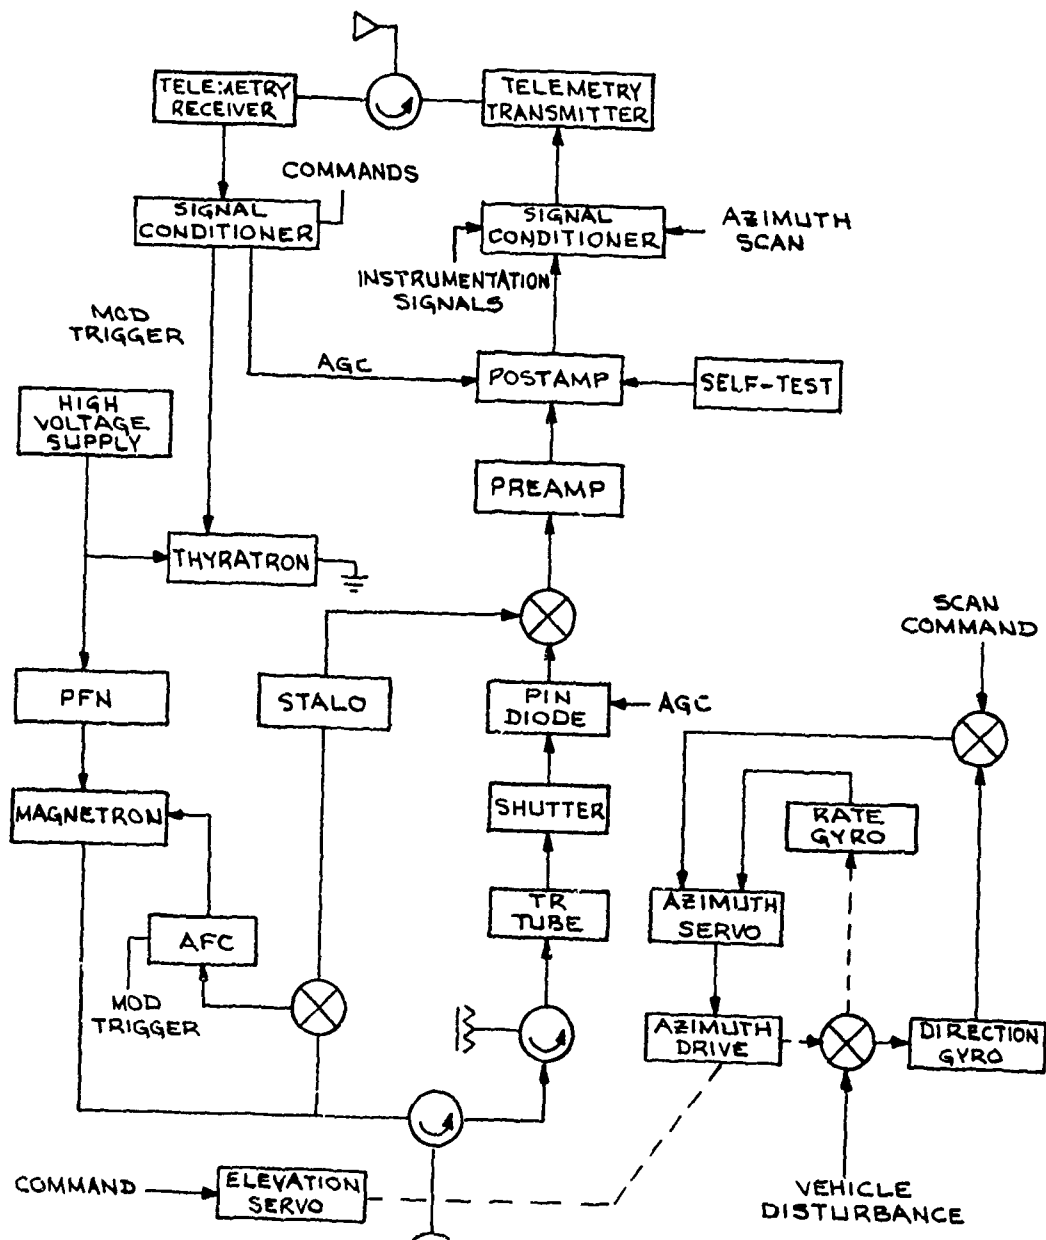 TELEMETRY
RECEIVER
TELEMETRY
TRANSMITTER
COMMANDS
SIGNAL
CONDITIONER
SIGNAL
CONDITIONER
AZIMUTH
SCAN
INSTRUMENTATION
SIGNALS
MOD
TRIGGER
AGC
POSTAMP
SELF-TEST
HIGH
VOLTAGE
SUPPLY
PREAMP
THYRATRON
SCAN
COMMAND
PFN
STALO
PIN
DIODE
AGC
MAGNETRON
SHUTTER
RATE
GYRO
TR
TUBE
AZIMUTH
SERVO
AFC
MOD
TRIGGER
AZIMUTH
DRIVE
DIRECTION
GYRO
COMMAND
ELEVATION
SERVO
VEHICLE
DISTURBANCE